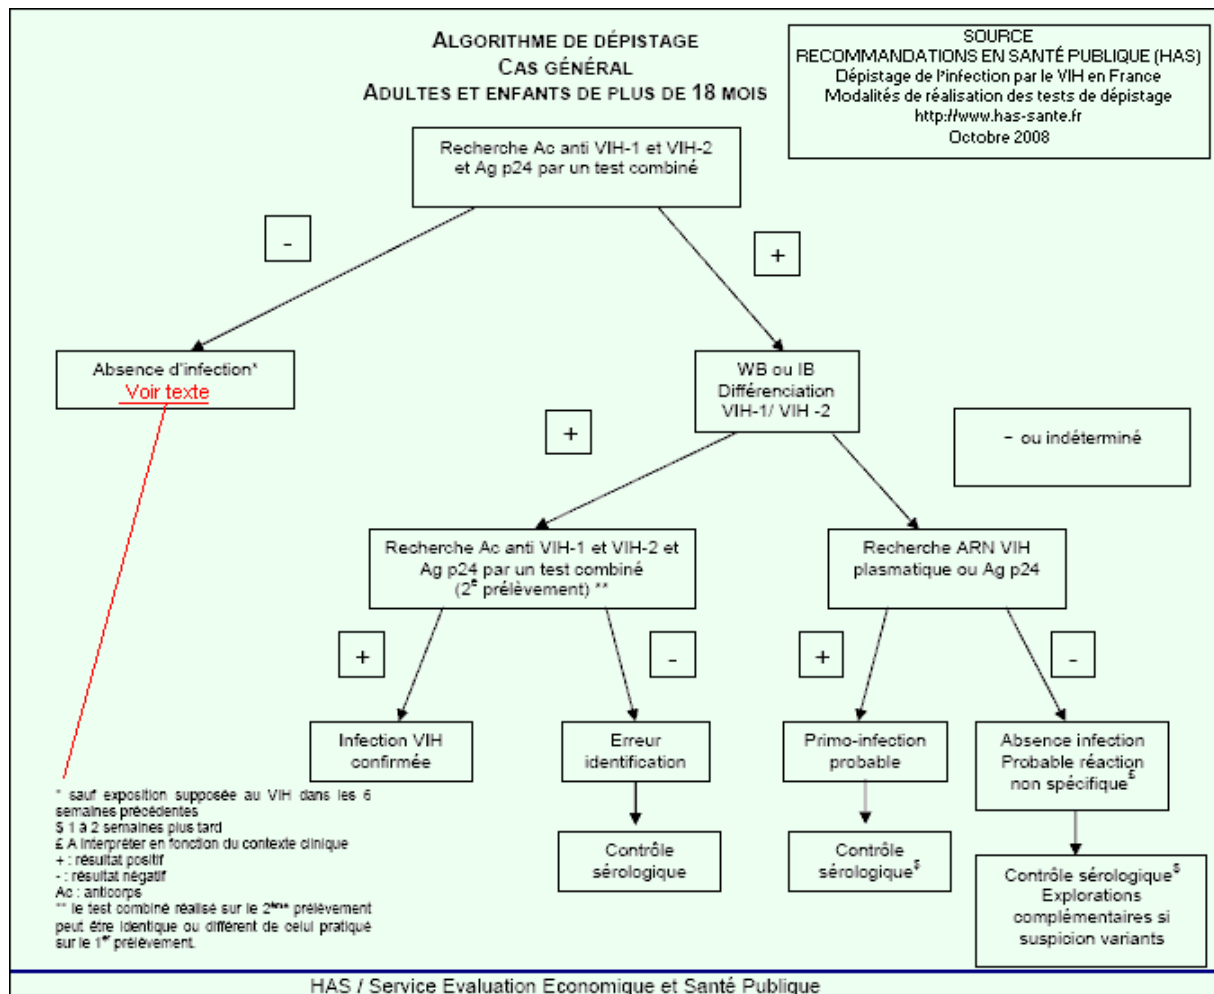 ALGORITHME DE DÉPISTAGE
CAS GÉNÉRAL
ADULTES ET ENFANTS DE PLUS DE 18 MOIS
SOURCE
RECOMMANDATIONS EN SANTÉ PUBLIQUE (HAS)
Dépistage de l'infection par le VIH en France
Modalités de réalisation des tests de dépistage
http://www.has-sante.fr
Octobre 2008
Recherche Ac anti VIH-1 et VIH-2
et Ag p24 par un test combiné
-
+
Absence d'infection*
Voir texte
WB ou IB
Différenciation
VIH-1/ VIH -2
+
- ou indéterminé
Recherche Ac anti VIH-1 et VIH-2 et
Ag p24 par un test combiné
(2e prélèvement) **
Recherche ARN VIH
plasmatique ou Ag p24
+
-
+
-
Infection VIH
confirmée
Erreur
identification
Primo-infection
probable
Absence infection
Probable réaction
non spécifique£
Contrôle
sérologique
Contrôle
sérologique$
Contrôle sérologique$
Explorations
complémentaires si
suspicion variants
* sauf exposition supposée au VIH dans les 6
semaines précédentes
$ 1 à 2 semaines plus tard
£ A interpréter en fonction du contexte clinique
+ : résultat positif
- : résultat négatif
Ac : anticorps
** le test combiné réalisé sur le 2ème prélèvement
peut être identique ou différent de celui pratiqué
sur le 1er prélèvement.
HAS / Service Evaluation Economique et Santé Publique